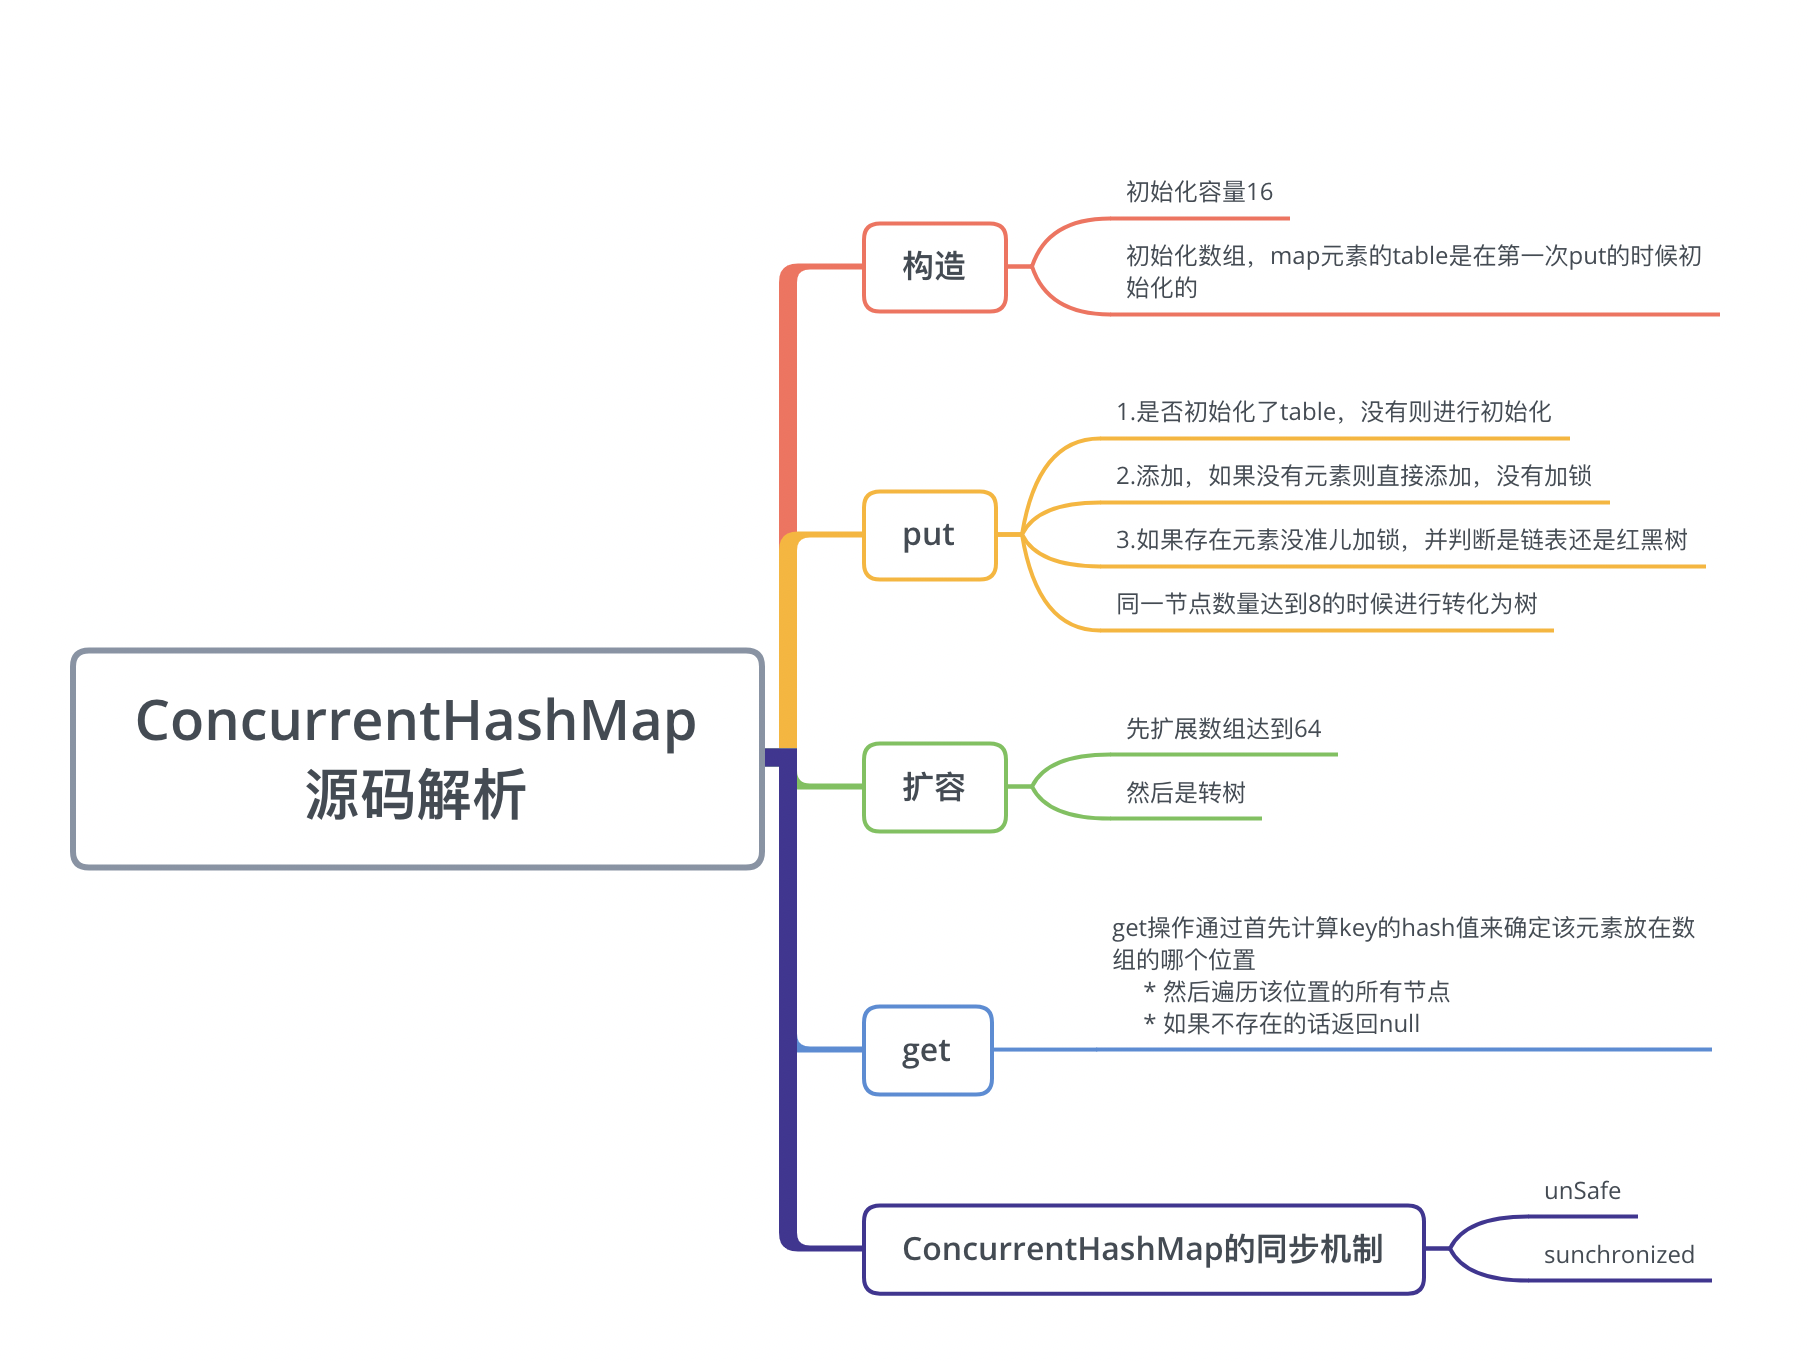 ConcurrentHashMap
源码解析
构造
初始化容量16
初始化数组，map元素的table是在第一次put的时候初
始化的
put
1.是否初始化了table，没有则进行初始化
2.添加，如果没有元素则直接添加，没有加锁
3.如果存在元素没准儿加锁，并判断是链表还是红黑树
同一节点数量达到8的时候进行转化为树
扩容
先扩展数组达到64
然后是转树
get
get操作通过首先计算key的hash值来确定该元素放在数
组的哪个位置
* 然后遍历该位置的所有节点
* 如果不存在的话返回null
ConcurrentHashMap的同步机制
unSafe
sunchronized